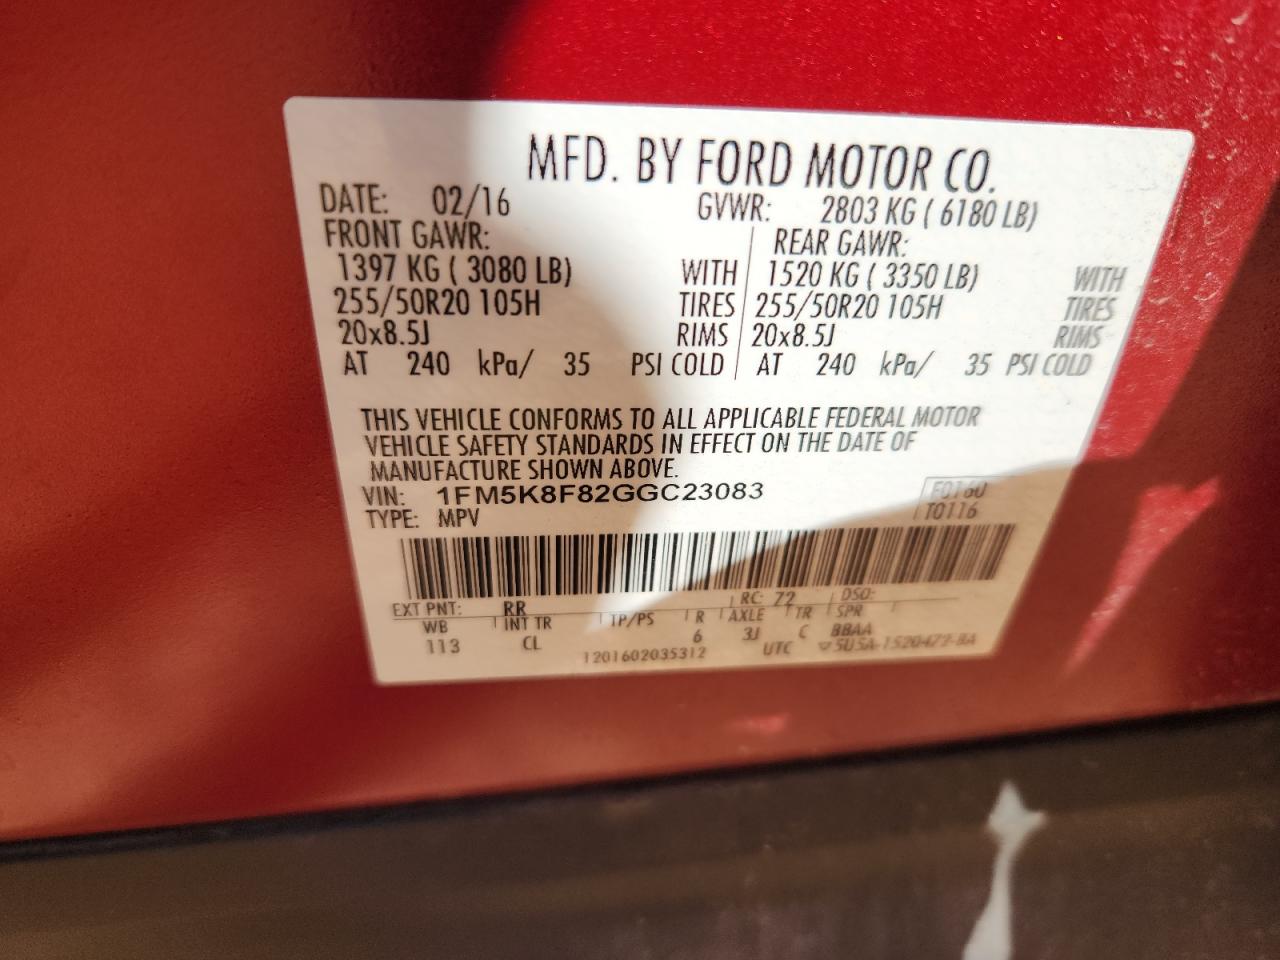 MFD. BY FORD MOTOR CO.
DATE: 02/16 GVWR: 2803 KG ( 6180 LB)
FRONT GAWR: REAR GAWR:
1397 KG ( 3080 LB) WITH 1520 KG ( 3350 LB) WITH
255/50R20 105H TIRES 255/50R20 105H TIRES
20x8.5J RIMS 20x8.5J RIMS
AT 240 kPa/ 35 PSI COLD AT 240 kPa/ 35 PSI COLD
THIS VEHICLE CONFORMS TO ALL APPLICABLE FEDERAL MOTOR
VEHICLE SAFETY STANDARDS IN EFFECT ON THE DATE OF
MANUFACTURE SHOWN ABOVE.
VIN: 1FM5K8F82GGC23083 F0160
TYPE: MPV T0116
EXT PNT: RR RC: 72 DSO:
WB INT TR TP/PS R AXLE TR SPR
113 CL 6 3J C BBAA
1201602035312 UTC 5U5A-1520472-BA